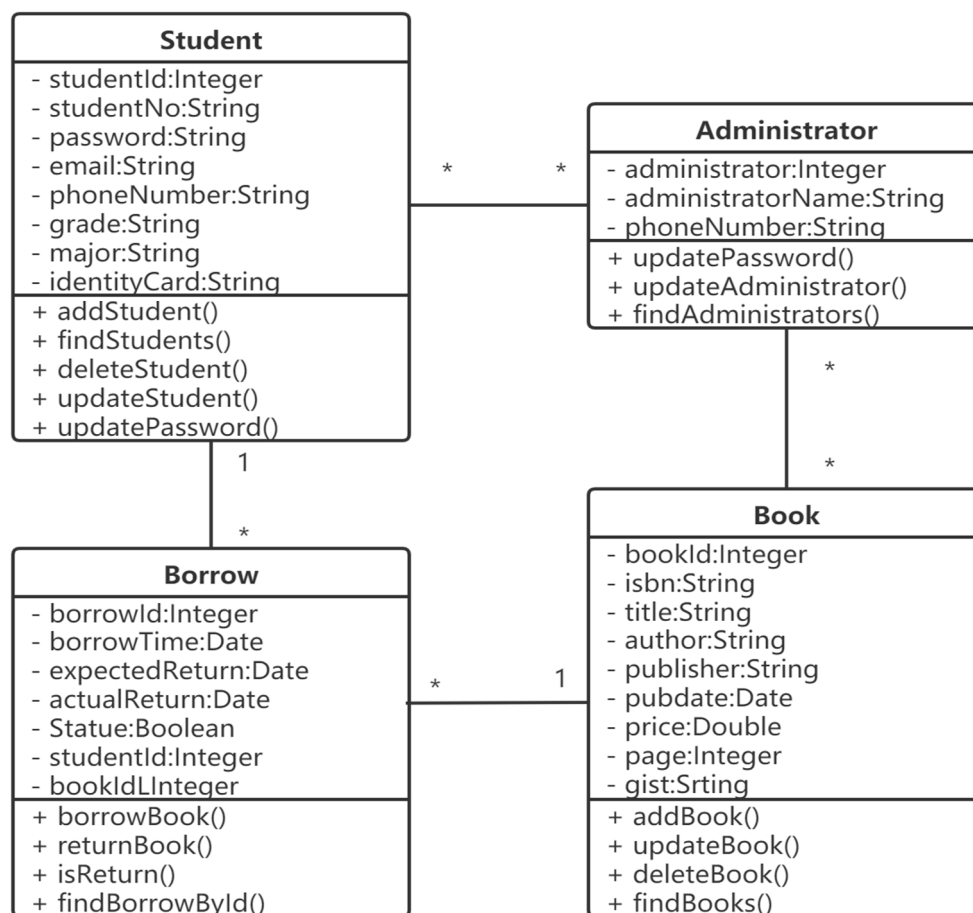 Student
- studentId:Integer
- studentNo:String
- password:String
- email:String
- phoneNumber:String
- grade:String
- major:String
- identityCard:String
+ addStudent()
+ findStudents()
+ deleteStudent()
+ updateStudent()
+ updatePassword()
* *
Administrator
- administrator:Integer
- administratorName:String
- phoneNumber:String
+ updatePassword()
+ updateAdministrator()
+ findAdministrators()
*
*
1
*
Borrow
- borrowId:Integer
- borrowTime:Date
- expectedReturn:Date
- actualReturn:Date
- Statue:Boolean
- studentId:Integer
- bookIdLInteger
+ borrowBook()
+ returnBook()
+ isReturn()
+ findBorrowById()
* 1
Book
- bookId:Integer
- isbn:String
- title:String
- author:String
- publisher:String
- pubdate:Date
- price:Double
- page:Integer
- gist:Srting
+ addBook()
+ updateBook()
+ deleteBook()
+ findBooks()